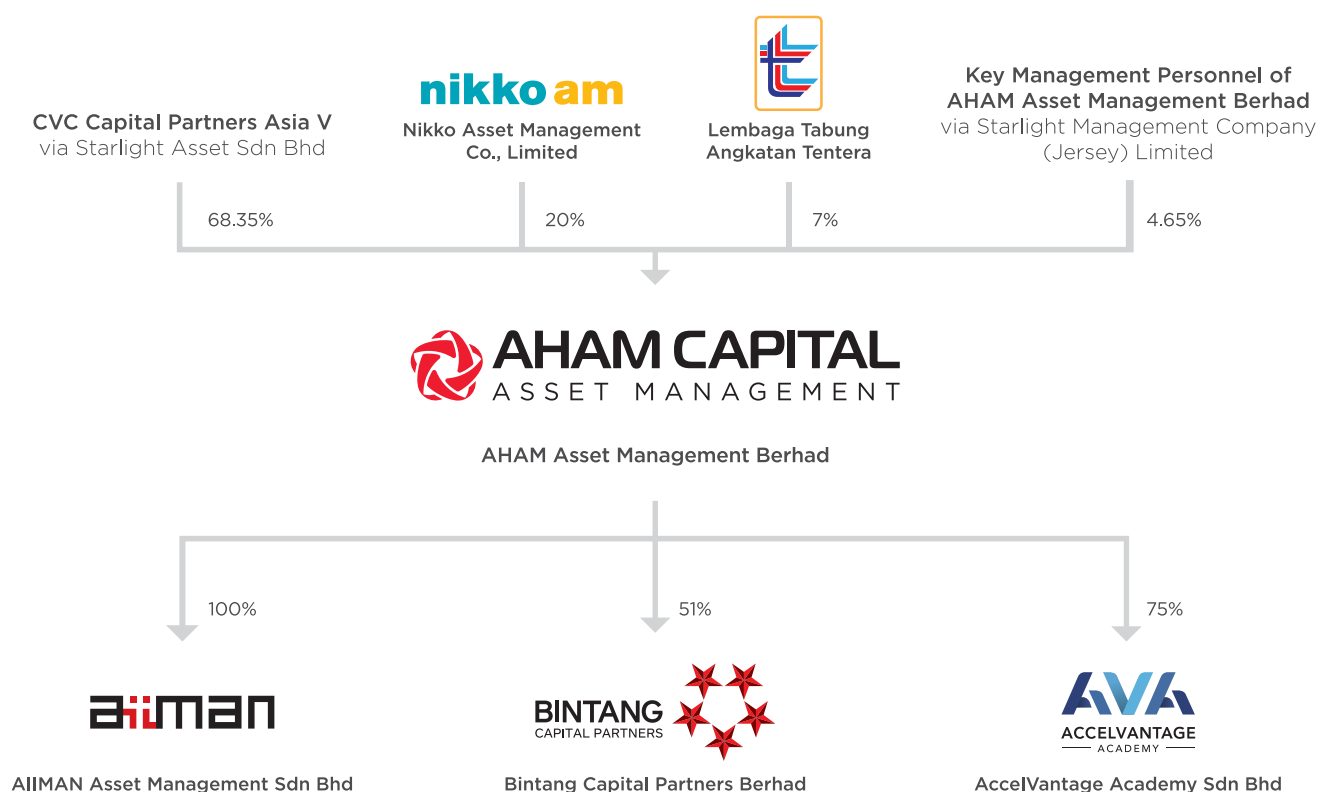 nikko am
CVC Capital Partners Asia V
via Starlight Asset Sdn Bhd
Nikko Asset Management
Co., Limited
Lembaga Tabung
Angkatan Tentera
Key Management Personnel of
AHAM Asset Management Berhad
via Starlight Management Company
(Jersey) Limited
68.35%
20%
7%
4.65%
AHAM CAPITAL
ASSET MANAGEMENT
AHAM Asset Management Berhad
100%
51%
75%
aiiman
BINTANG
CAPITAL PARTNERS
AVA
ACCELVANTAGE
ACADEMY
AIIMAN Asset Management Sdn Bhd
Bintang Capital Partners Berhad
AccelVantage Academy Sdn Bhd